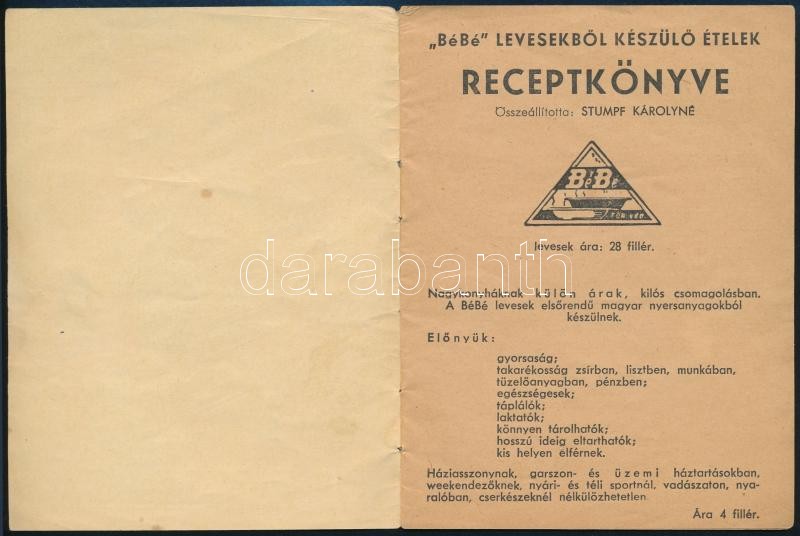 „BéBé" LEVESEKBŐL KÉSZÜLŐ ÉTELEK
RECEPTKÖNYVE
Összeállította: STUMPF KÁROLYNÉ
BéBé
levesek ára: 28 fillér.
darabanth
Nagykonyháknak külön árak, kilós csomagolásban.
A BéBé levesek elsőrendű magyar nyersanyagokból
készülnek.
Előnyük:
gyorsaság;
takarékosság zsírban, lisztben, munkában,
tüzelőanyagban, pénzben;
egészségesek;
táplálók;
laktatók;
könnyen tárolhatók;
hosszú ideig eltarthatók;
kis helyen elférnek.
Háziasszonynak, garszon- és üzemi háztartásokban,
weekendezőknek, nyári- és téli sportnál, vadászaton, nya-
ralóban, cserkészeknél nélkülözhetetlen
Ára 4 fillér.